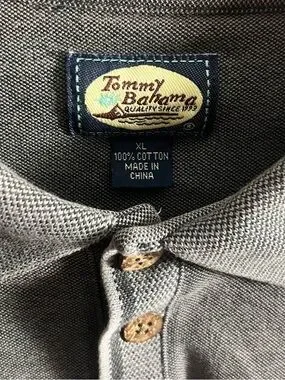 Tommy
Bahama
QUALITY SINCE 1993
®
XL
100% COTTON
MADE IN
CHINA